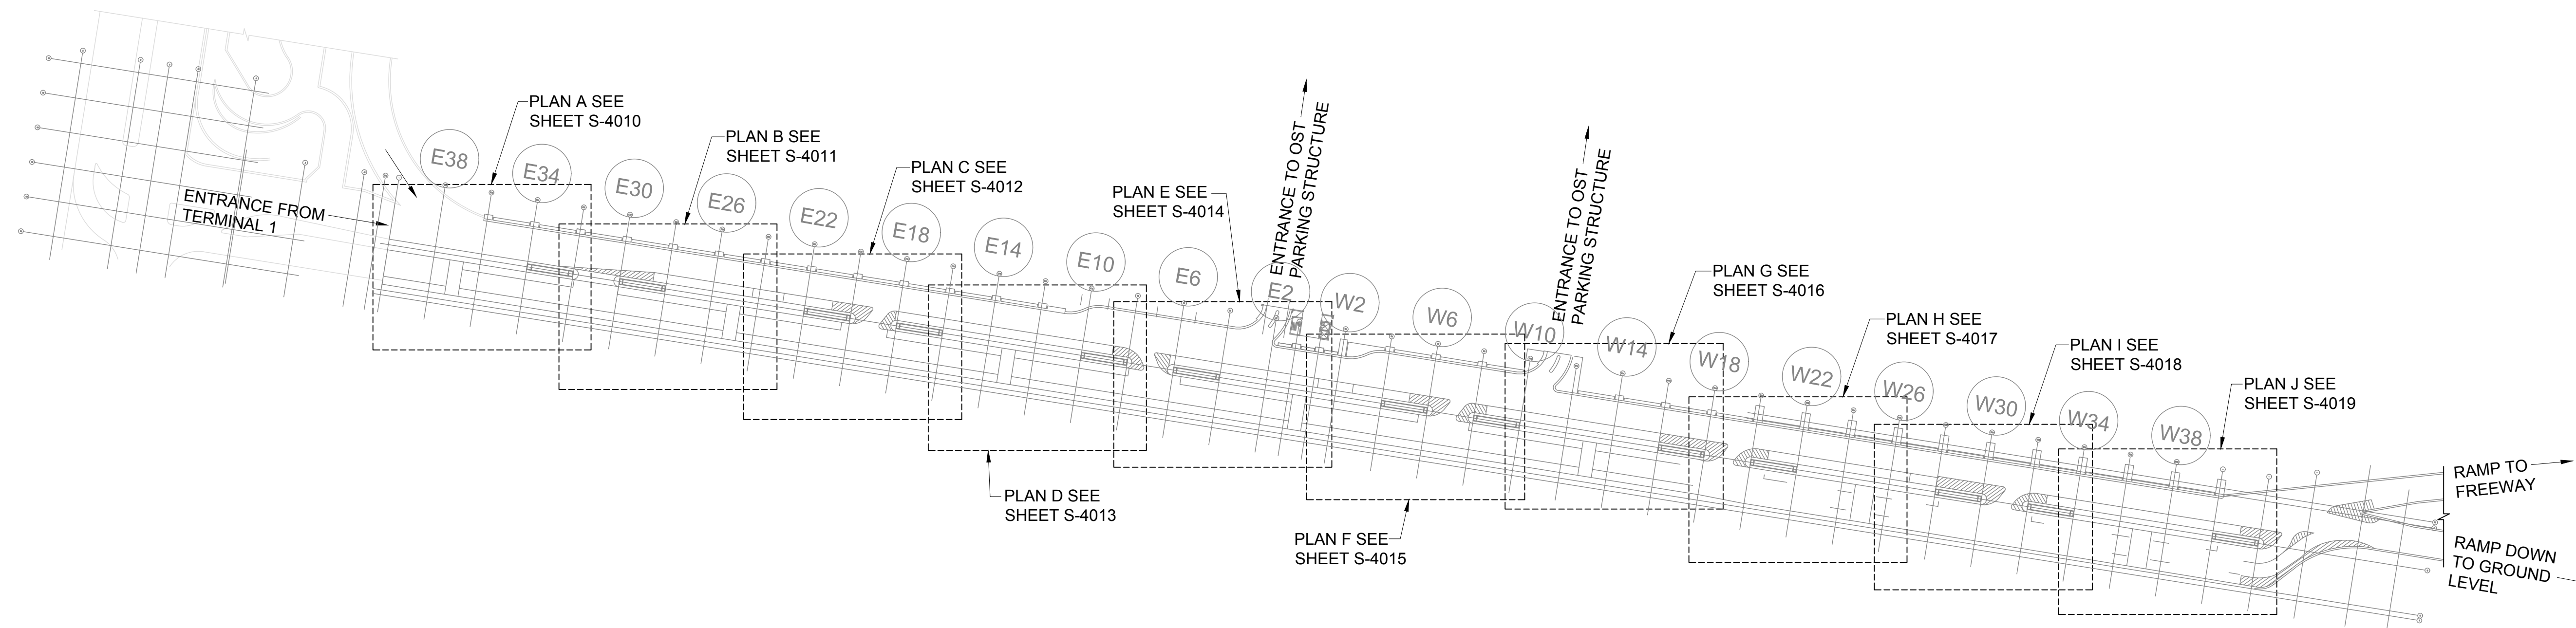 PLAN A SEE
SHEET S-4010
PLAN B SEE
SHEET S-4011
PLAN C SEE
SHEET S-4012
PLAN E SEE
SHEET S-4014
ENTRANCE TO OST
PARKING STRUCTURE
ENTRANCE TO OST
PARKING STRUCTURE
PLAN G SEE
SHEET S-4016
PLAN H SEE
SHEET S-4017
PLAN I SEE
SHEET S-4018
PLAN J SEE
SHEET S-4019
ENTRANCE FROM
TERMINAL 1
E38
E34
E30
E26
E22
E18
E14
E10
E6
E2
W2
W6
W10
W14
W18
W22
W26
W30
W34
W38
RAMP TO
FREEWAY
RAMP DOWN
TO GROUND
LEVEL
PLAN D SEE
SHEET S-4013
PLAN F SEE
SHEET S-4015